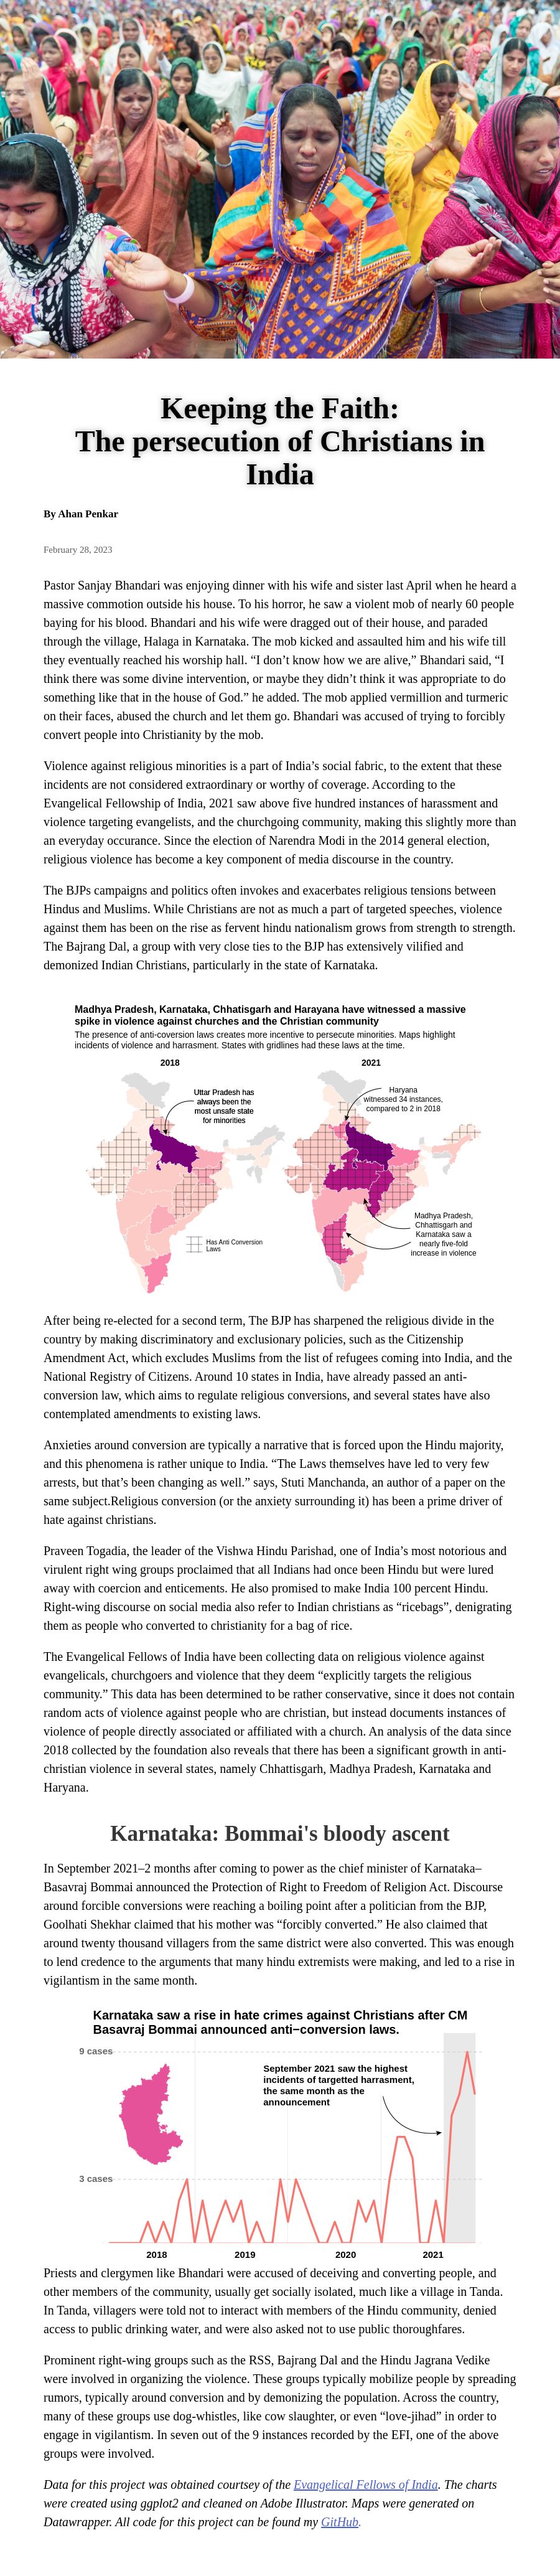 Keeping the Faith:
The persecution of Christians in
India
By Ahan Penkar
February 28, 2023
Pastor Sanjay Bhandari was enjoying dinner with his wife and sister last April when he heard a
massive commotion outside his house. To his horror, he saw a violent mob of nearly 60 people
baying for his blood. Bhandari and his wife were dragged out of their house, and paraded
through the village, Halaga in Karnataka. The mob kicked and assaulted him and his wife till
they eventually reached his worship hall. “I don’t know how we are alive,” Bhandari said, “I
think there was some divine intervention, or maybe they didn’t think it was appropriate to do
something like that in the house of God.” he added. The mob applied vermillion and turmeric
on their faces, abused the church and let them go. Bhandari was accused of trying to forcibly
convert people into Christianity by the mob.
Violence against religious minorities is a part of India’s social fabric, to the extent that these
incidents are not considered extraordinary or worthy of coverage. According to the
Evangelical Fellowship of India, 2021 saw above five hundred instances of harassment and
violence targeting evangelists, and the churchgoing community, making this slightly more than
an everyday occurance. Since the election of Narendra Modi in the 2014 general election,
religious violence has become a key component of media discourse in the country.
The BJPs campaigns and politics often invokes and exacerbates religious tensions between
Hindus and Muslims. While Christians are not as much a part of targeted speeches, violence
against them has been on the rise as fervent hindu nationalism grows from strength to strength.
The Bajrang Dal, a group with very close ties to the BJP has extensively vilified and
demonized Indian Christians, particularly in the state of Karnataka.
Madhya Pradesh, Karnataka, Chhatisgarh and Harayana have witnessed a massive
spike in violence against churches and the Christian community
The presence of anti-conversion laws creates more incentive to persecute minorities. Maps highlight
incidents of violence and harrasment. States with gridlines had these laws at the time.
2018
2021
Uttar Pradesh has
always been the
most unsafe state
for minorities
Haryana
witnessed 34 instances,
compared to 2 in 2018
Madhya Pradesh,
Chhattisgarh and
Karnataka saw a
nearly five-fold
increase in violence
Has Anti Conversion
Laws
After being re-elected for a second term, The BJP has sharpened the religious divide in the
country by making discriminatory and exclusionary policies, such as the Citizenship
Amendment Act, which excludes Muslims from the list of refugees coming into India, and the
National Registry of Citizens. Around 10 states in India, have already passed an anti-
conversion law, which aims to regulate religious conversions, and several states have also
contemplated amendments to existing laws.
Anxieties around conversion are typically a narrative that is forced upon the Hindu majority,
and this phenomena is rather unique to India. “The Laws themselves have led to very few
arrests, but that’s been changing as well.” says, Stuti Manchanda, an author of a paper on the
same subject.Religious conversion (or the anxiety surrounding it) has been a prime driver of
hate against christians.
Praveen Togadia, the leader of the Vishwa Hindu Parishad, one of India’s most notorious and
virulent right wing groups proclaimed that all Indians had once been Hindu but were lured
away with coercion and enticements. He also promised to make India 100 percent Hindu.
Right-wing discourse on social media also refer to Indian christians as “ricebags”, denigrating
them as people who converted to christianity for a bag of rice.
The Evangelical Fellows of India have been collecting data on religious violence against
evangelicals, churchgoers and violence that they deem “explicitly targets the religious
community.” This data has been determined to be rather conservative, since it does not contain
random acts of violence against people who are christian, but instead documents instances of
violence of people directly associated or affiliated with a church. An analysis of the data since
2018 collected by the foundation also reveals that there has been a significant growth in anti-
christian violence in several states, namely Chhattisgarh, Madhya Pradesh, Karnataka and
Haryana.
Karnataka: Bommai's bloody ascent
In September 2021–2 months after coming to power as the chief minister of Karnataka–
Basavraj Bommai announced the Protection of Right to Freedom of Religion Act. Discourse
around forcible conversions were reaching a boiling point after a politician from the BJP,
Goolhati Shekhar claimed that his mother was “forcibly converted.” He also claimed that
around twenty thousand villagers from the same district were also converted. This was enough
to lend credence to the arguments that many hindu extremists were making, and led to a rise in
vigilantism in the same month.
Karnataka saw a rise in hate crimes against Christians after CM
Basavraj Bommai announced anti−conversion laws.
9 cases
September 2021 saw the highest
incidents of targetted harrasment,
the same month as the
announcement
3 cases
2018
2019
2020
2021
Priests and clergymen like Bhandari were accused of deceiving and converting people, and
other members of the community, usually get socially isolated, much like a village in Tanda.
In Tanda, villagers were told not to interact with members of the Hindu community, denied
access to public drinking water, and were also asked not to use public thoroughfares.
Prominent right-wing groups such as the RSS, Bajrang Dal and the Hindu Jagrana Vedike
were involved in organizing the violence. These groups typically mobilize people by spreading
rumors, typically around conversion and by demonizing the population. Across the country,
many of these groups use dog-whistles, like cow slaughter, or even “love-jihad” in order to
engage in vigilantism. In seven out of the 9 instances recorded by the EFI, one of the above
groups were involved.
Data for this project was obtained courtsey of the Evangelical Fellows of India. The charts
were created using ggplot2 and cleaned on Adobe Illustrator. Maps were generated on
Datawrapper. All code for this project can be found my GitHub.